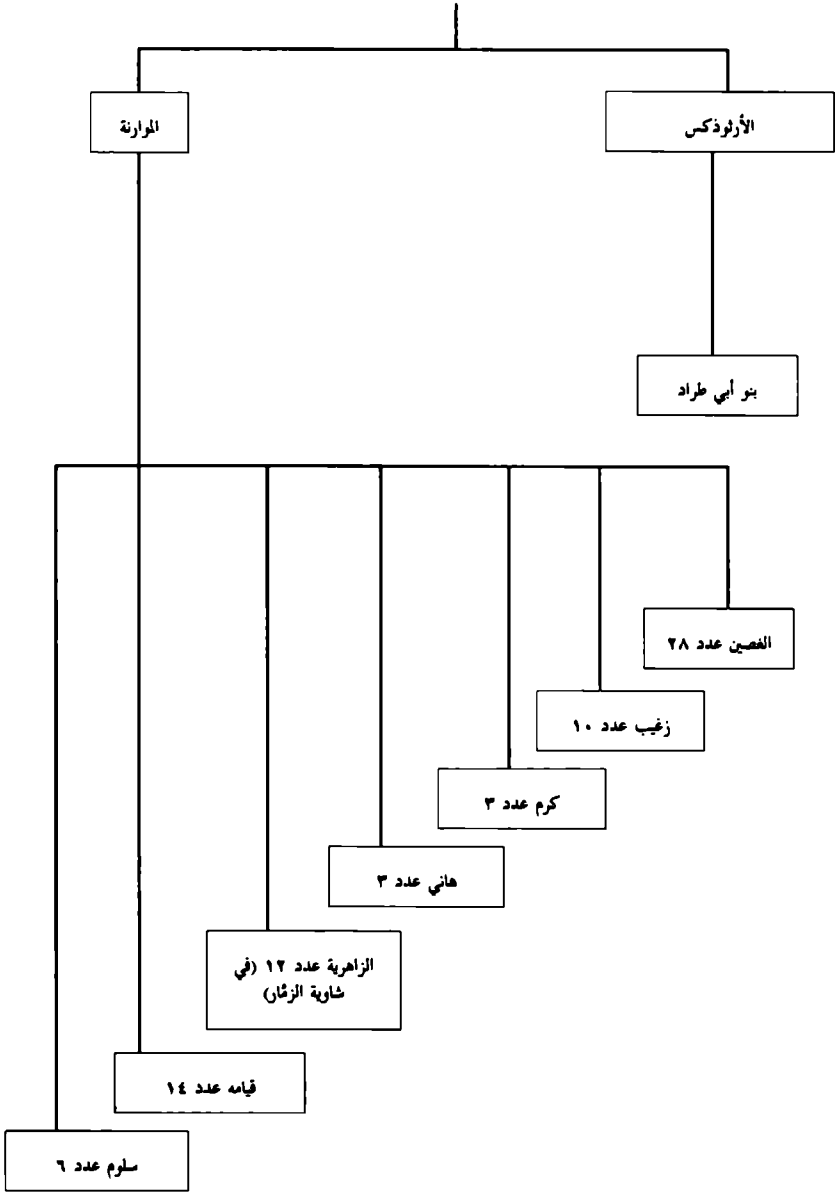 الأرثوذكس
الموارنة
بنو أبي طراد
الغصين عدد ٢٨
زغيب عدد ١٠
كرم عدد ٣
هاني عدد ٣
الزاهرية عدد ١٢ (في
شاوية الزمّار)
قيامه عدد ١٤
سلوم عدد ٦